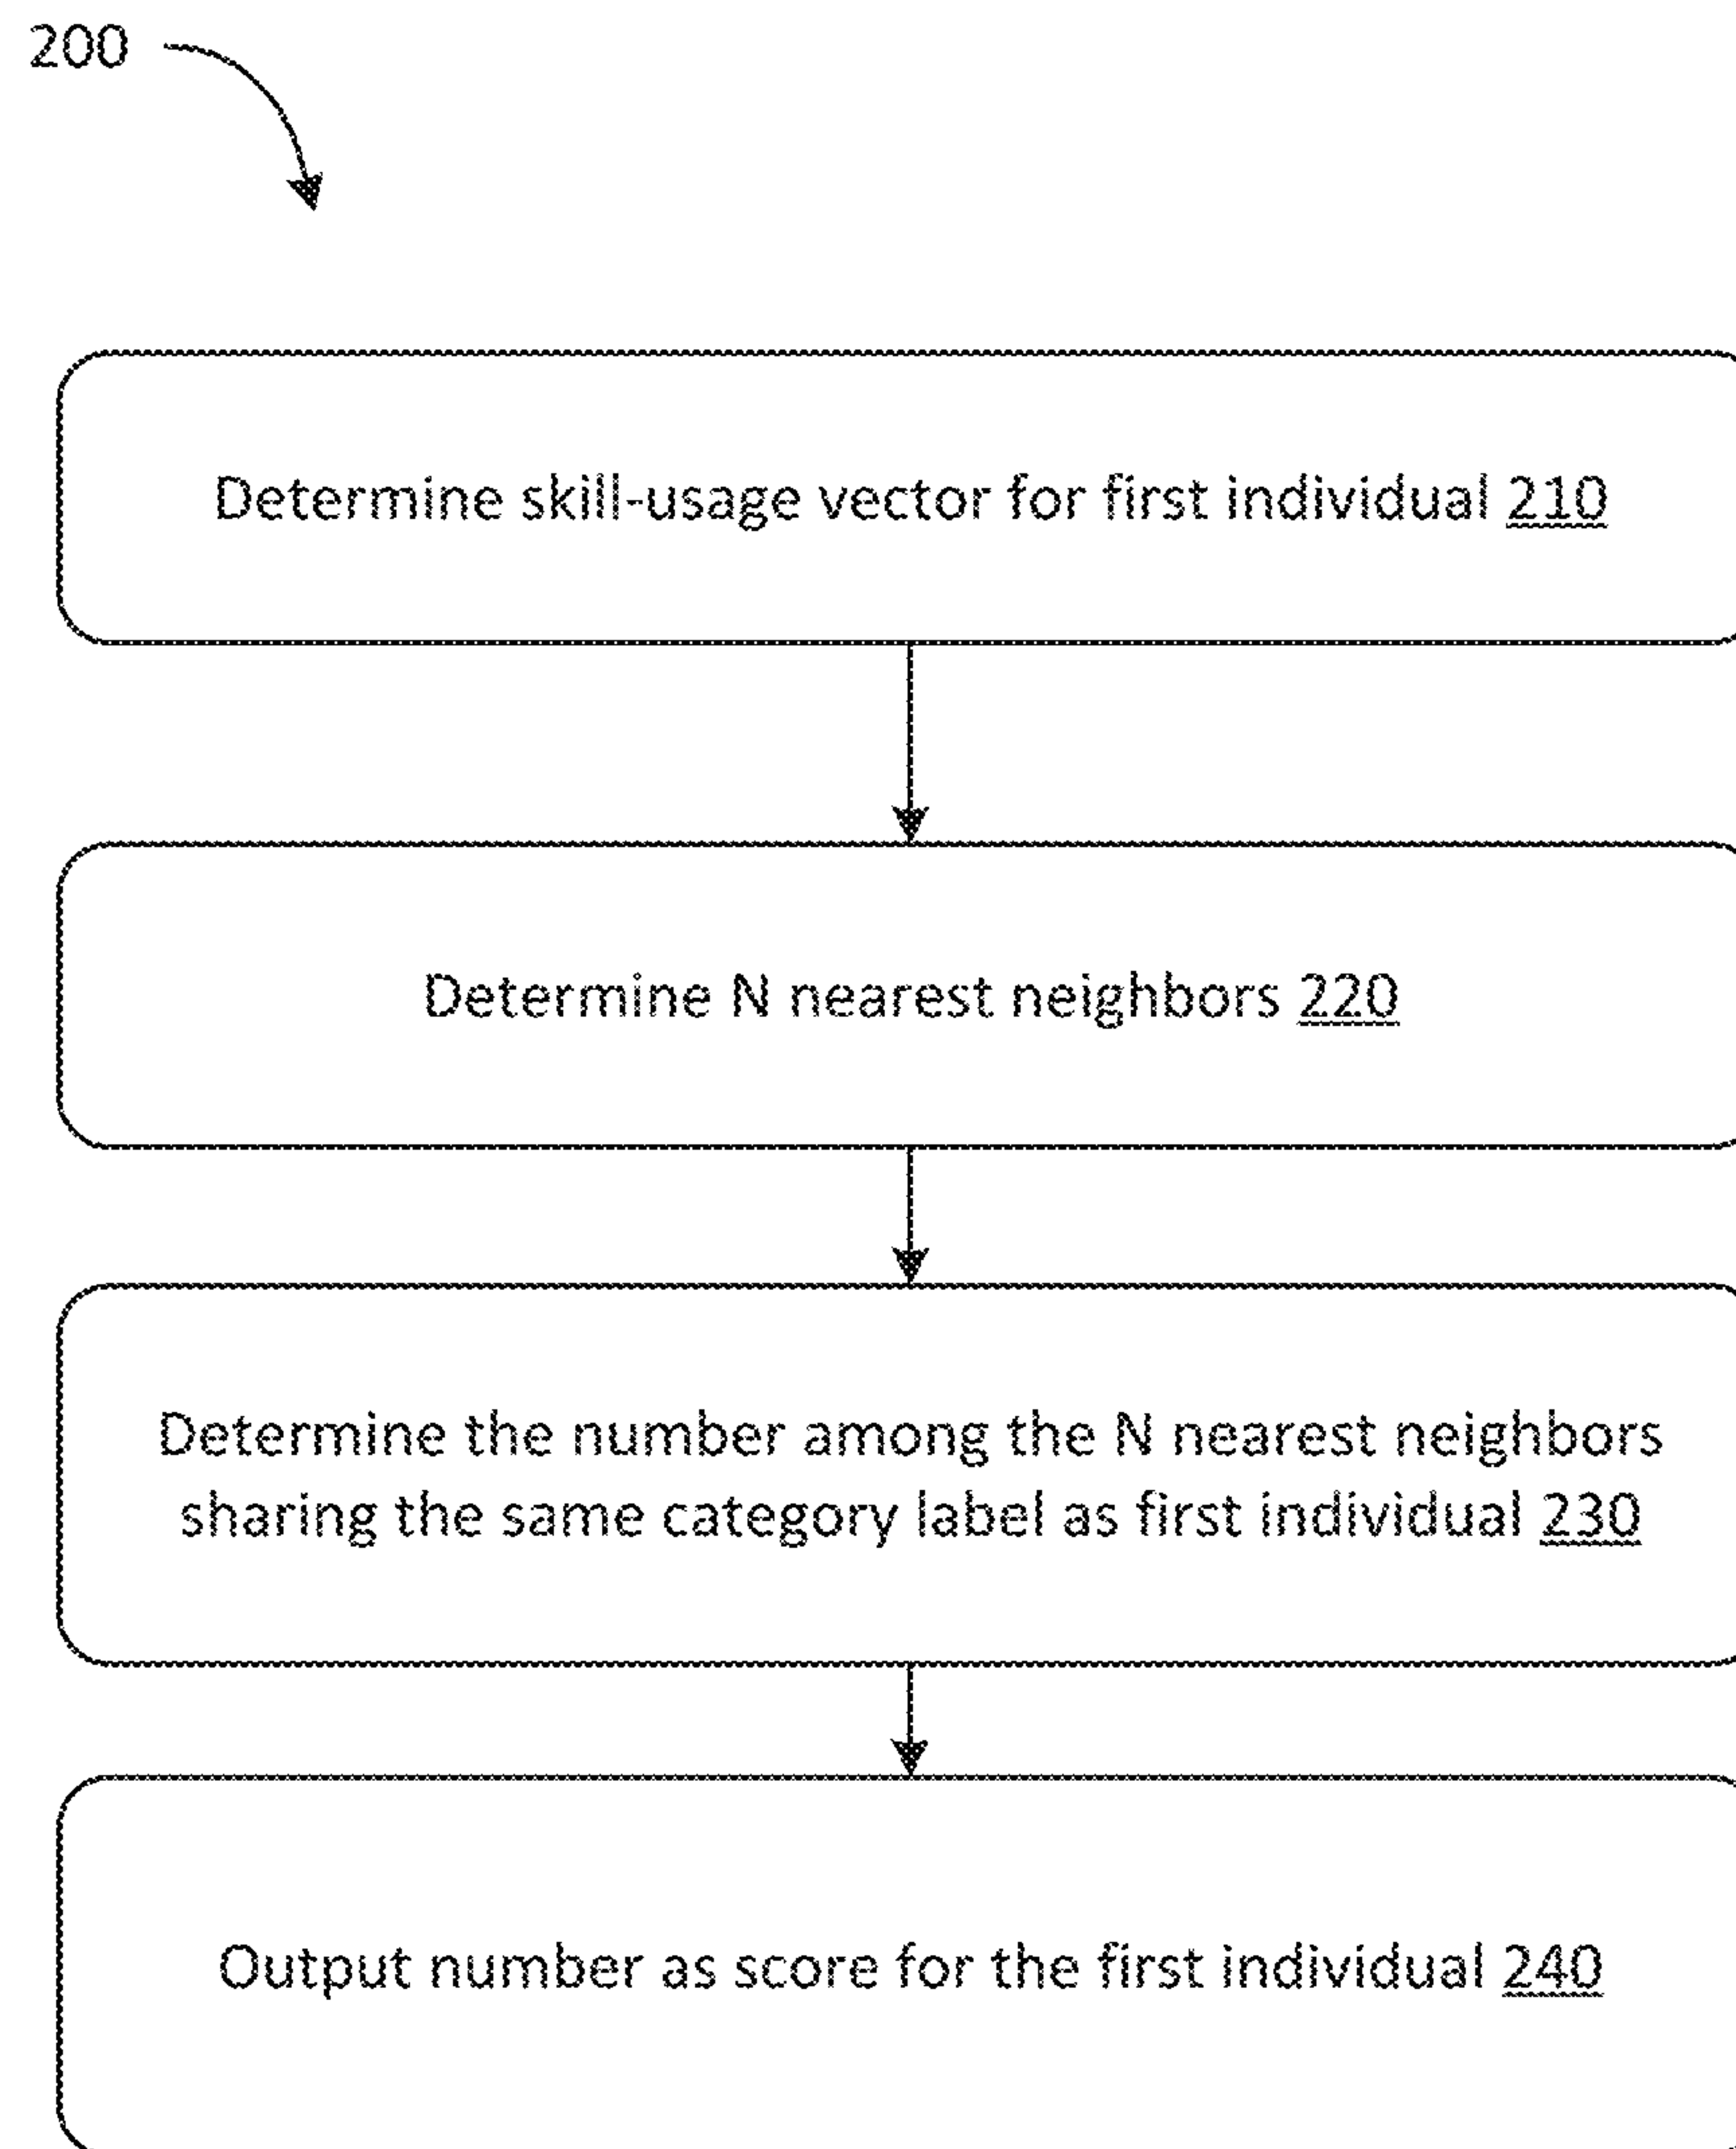 200
Determine skill-usage vector for first individual 210
Determine N nearest neighbors 220
Determine the number among the N nearest neighbors
sharing the same category label as first individual 230
Output number as score for the first individual 240